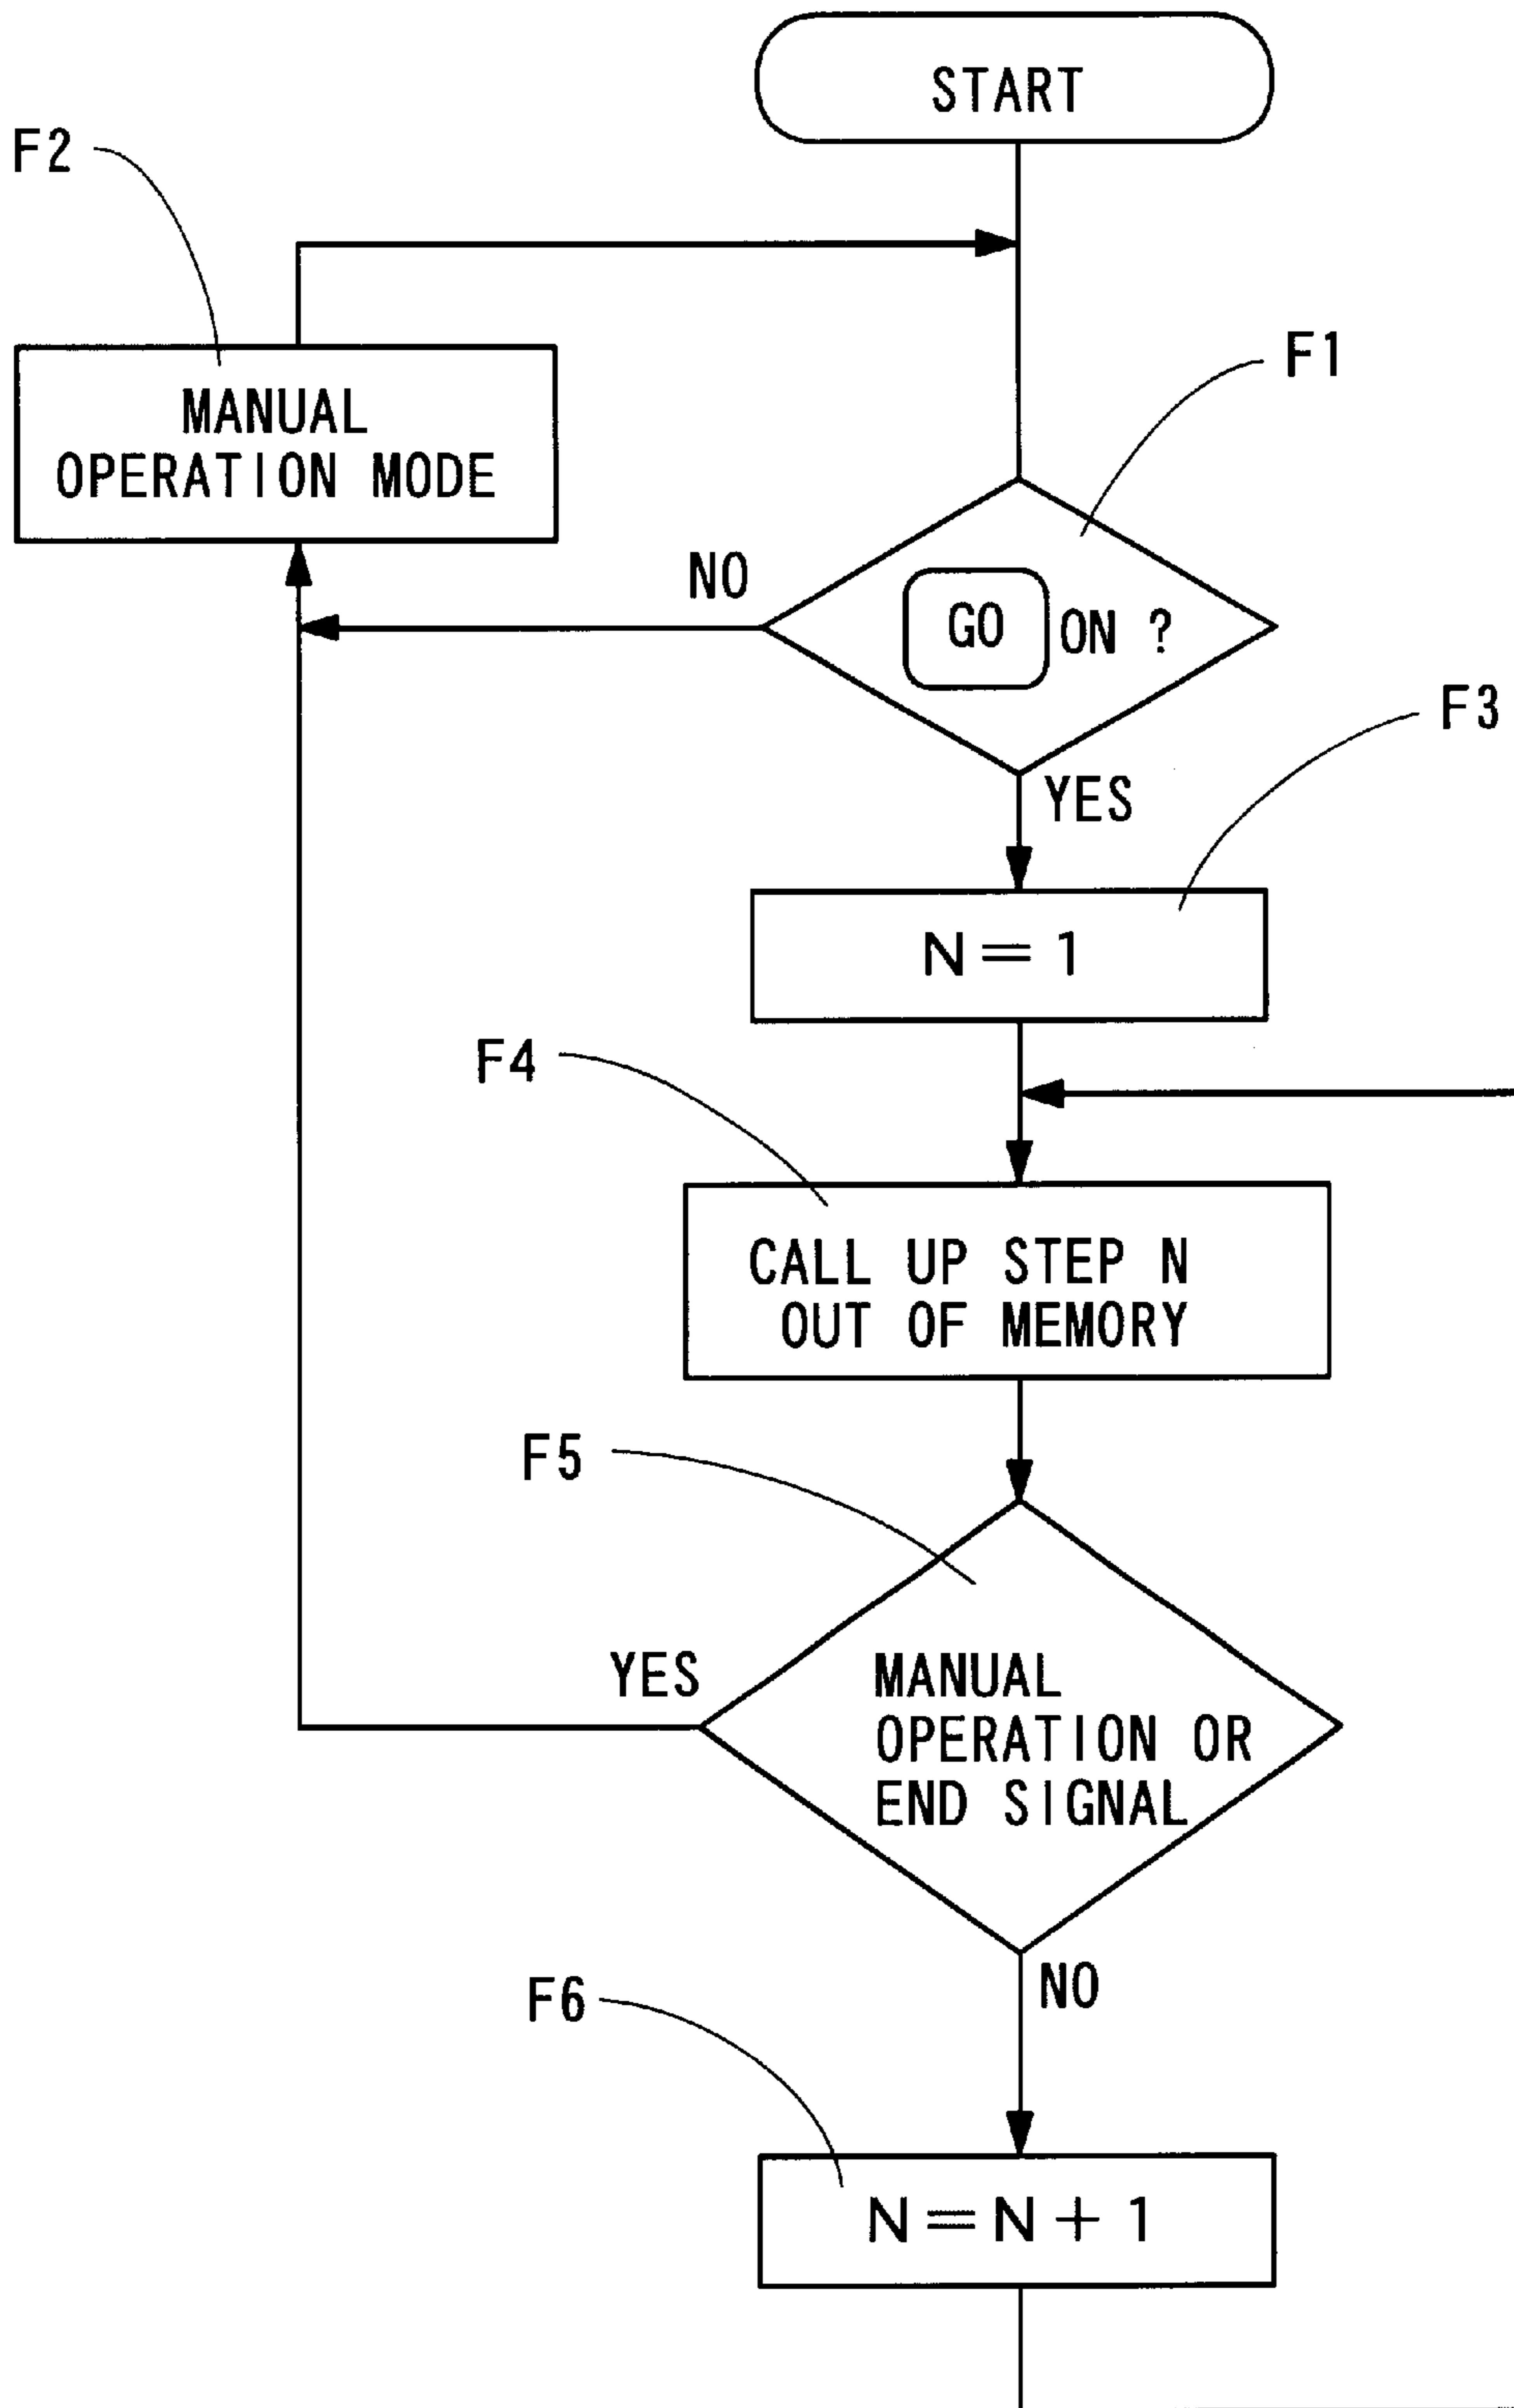 START
F2
F1
MANUAL
OPERATION MODE
NO
GO ON ?
F3
YES
N = 1
F4
CALL UP STEP N
OUT OF MEMORY
F5
YES
MANUAL
OPERATION OR
END SIGNAL
NO
F6
N = N + 1